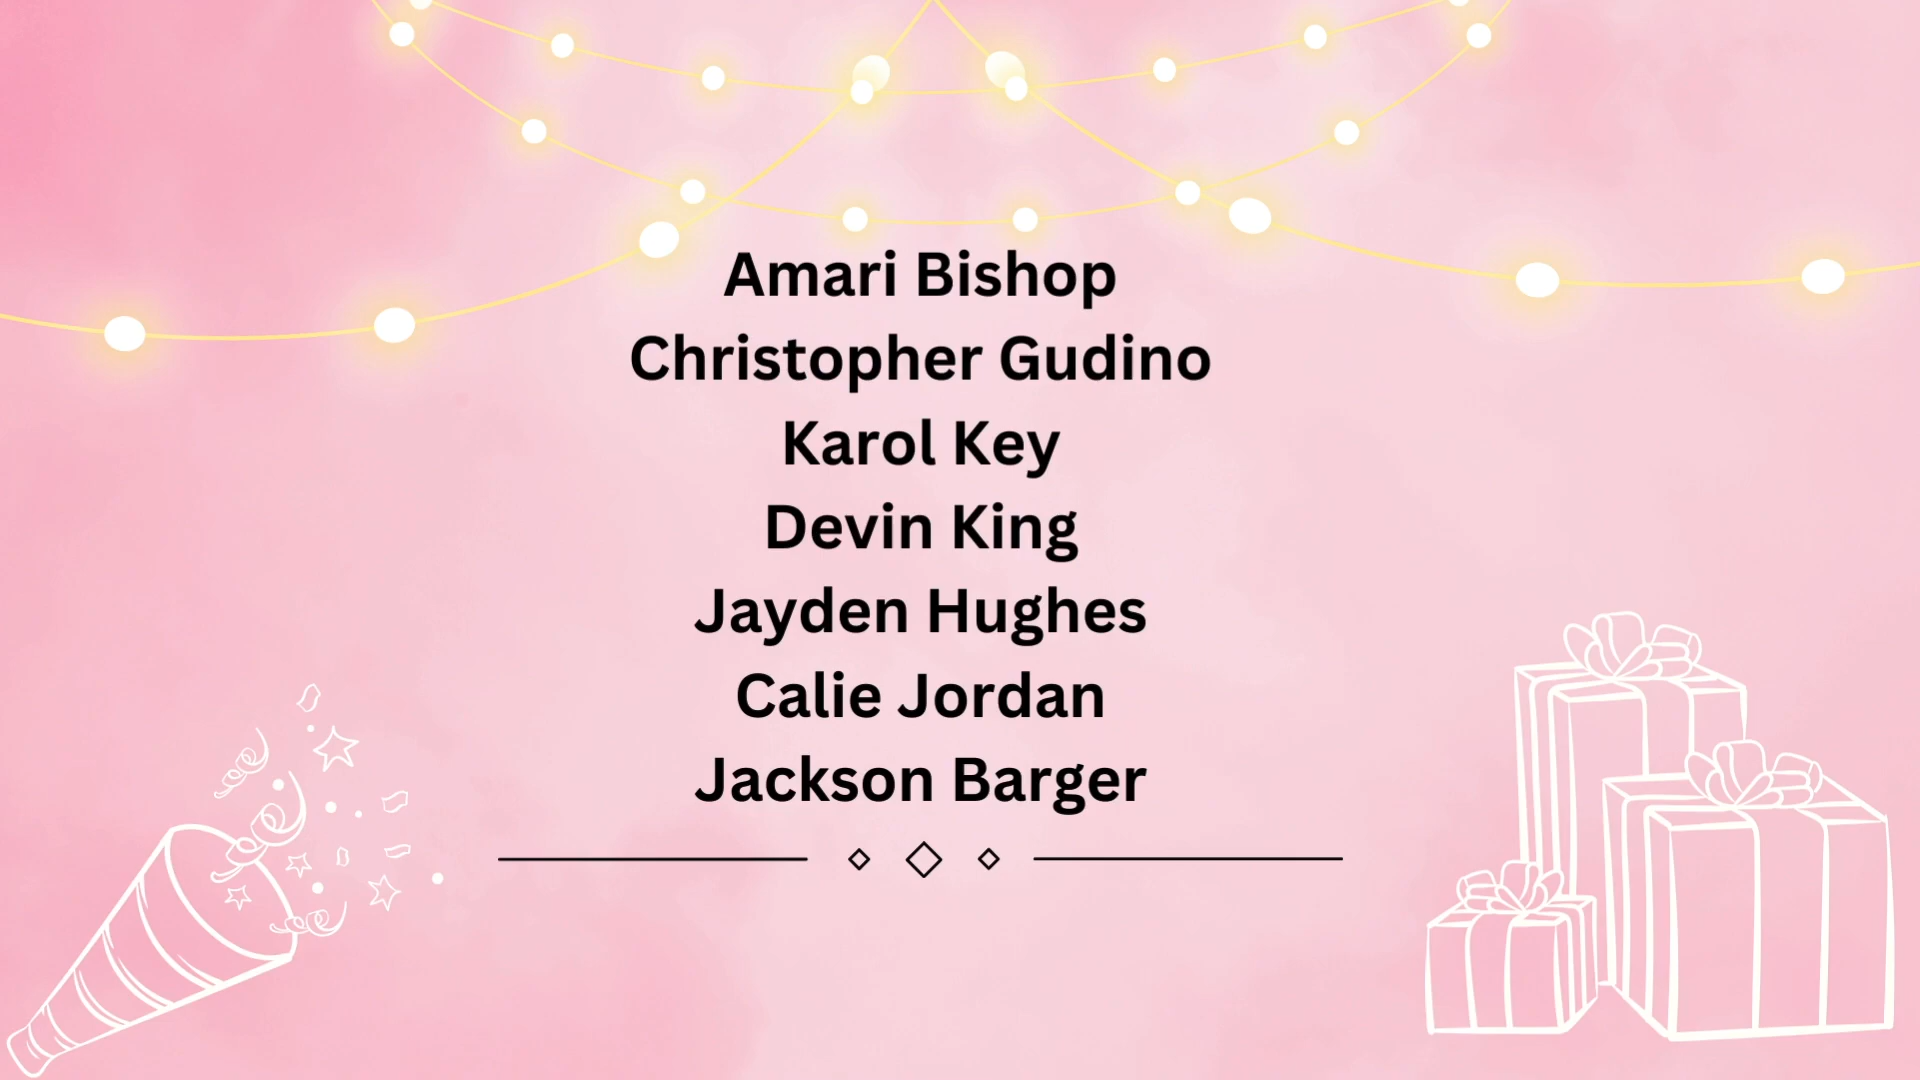 Amari Bishop
Christopher Gudino
Karol Key
Devin King
Jayden Hughes
Calie Jordan
Jackson Barger